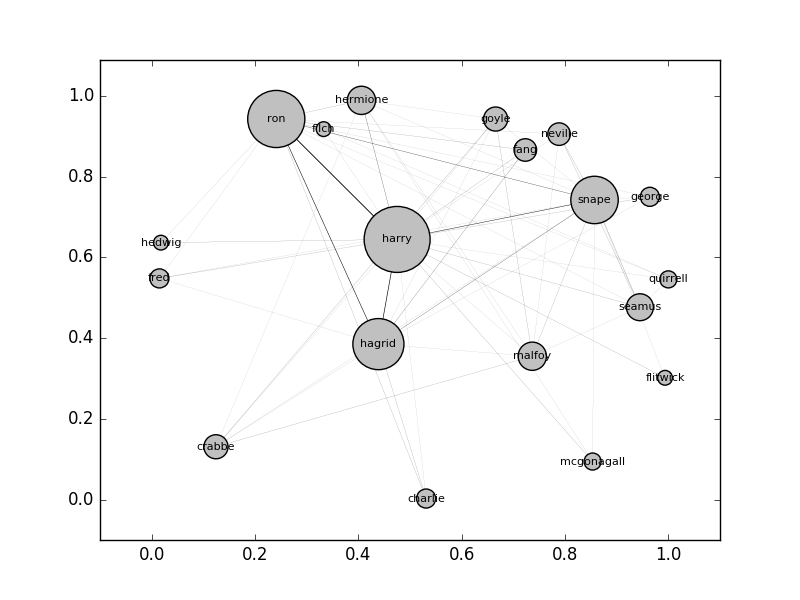 1.0
0.8
0.6
0.4
0.2
0.0
0.0
0.2
0.4
0.6
0.8
1.0
hermione
ron
filch
goyle
neville
fang
george
snape
harry
hedwig
fred
quirrell
seamus
hagrid
malfoy
flitwick
crabbe
mcgonagall
charlie